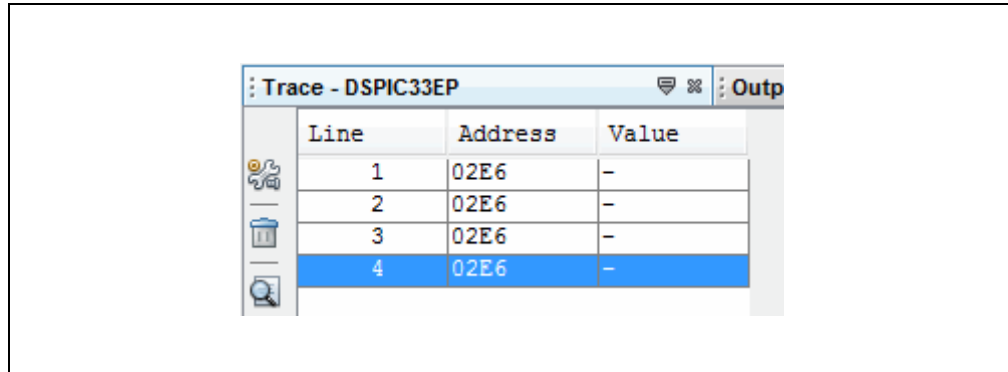 Trace - DSPIC33EP Outp
Line Address Value
1 02E6 -
2 02E6 -
3 02E6 -
4 02E6 -